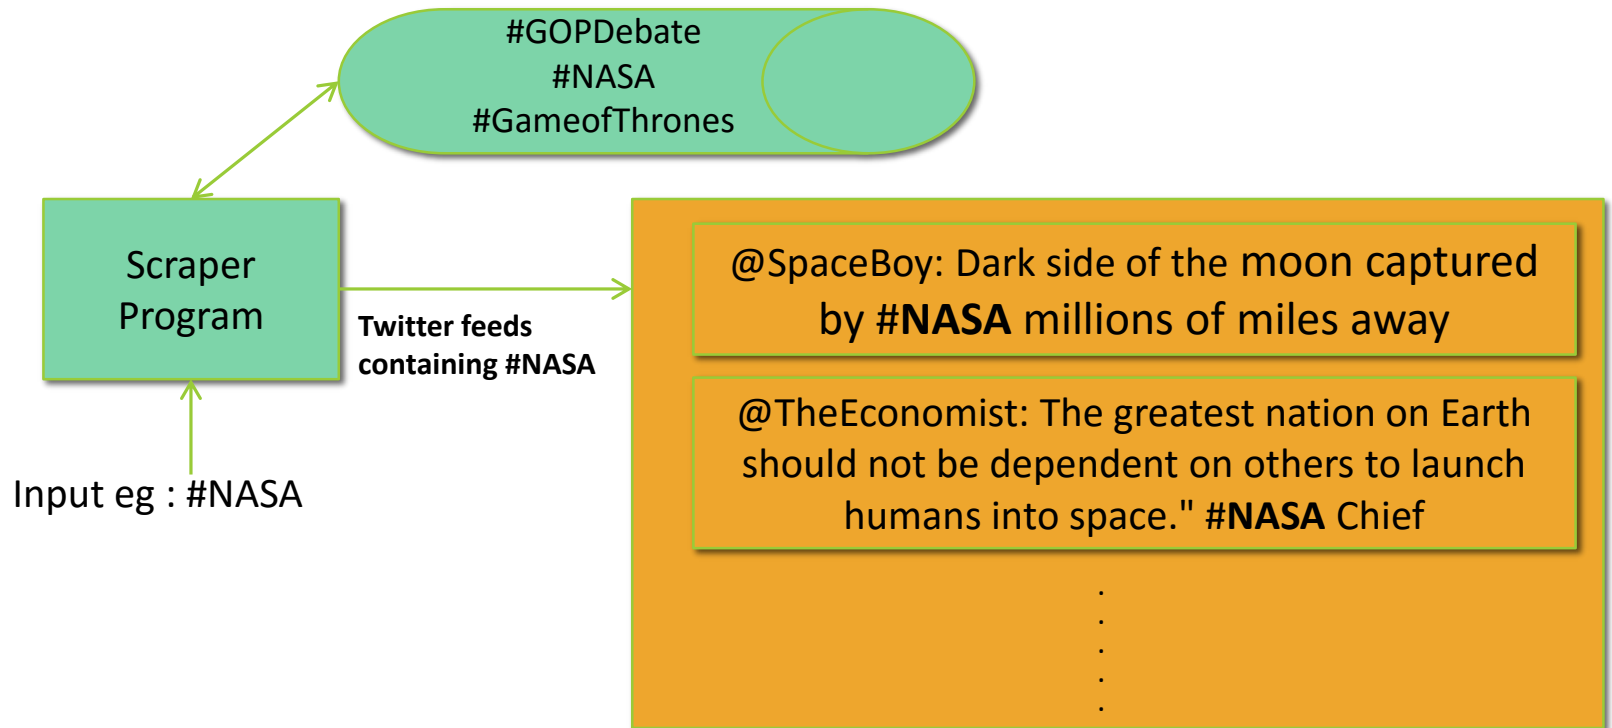 #GOPDebate
#NASA
#GameofThrones
Scraper
Program
Twitter feeds
containing #NASA
Input eg : #NASA
@SpaceBoy: Dark side of the moon captured
by #NASA millions of miles away
@TheEconomist: The greatest nation on Earth
should not be dependent on others to launch
humans into space." #NASA Chief
.
.
.
.
.